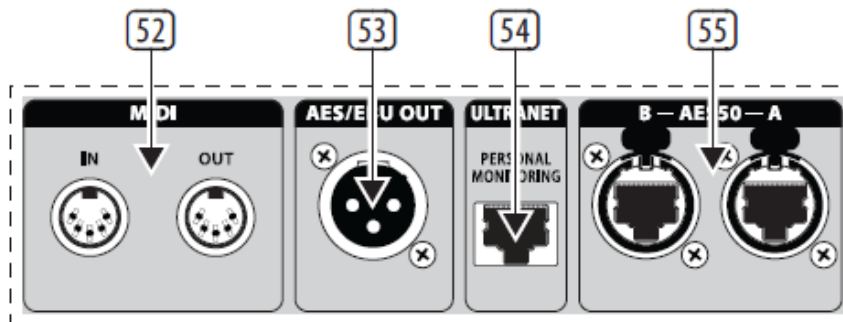 52 53 54 55
MIDI AES/EBU OUT ULTRANET B — AES50 — A
IN OUT PERSONAL
MONITORING